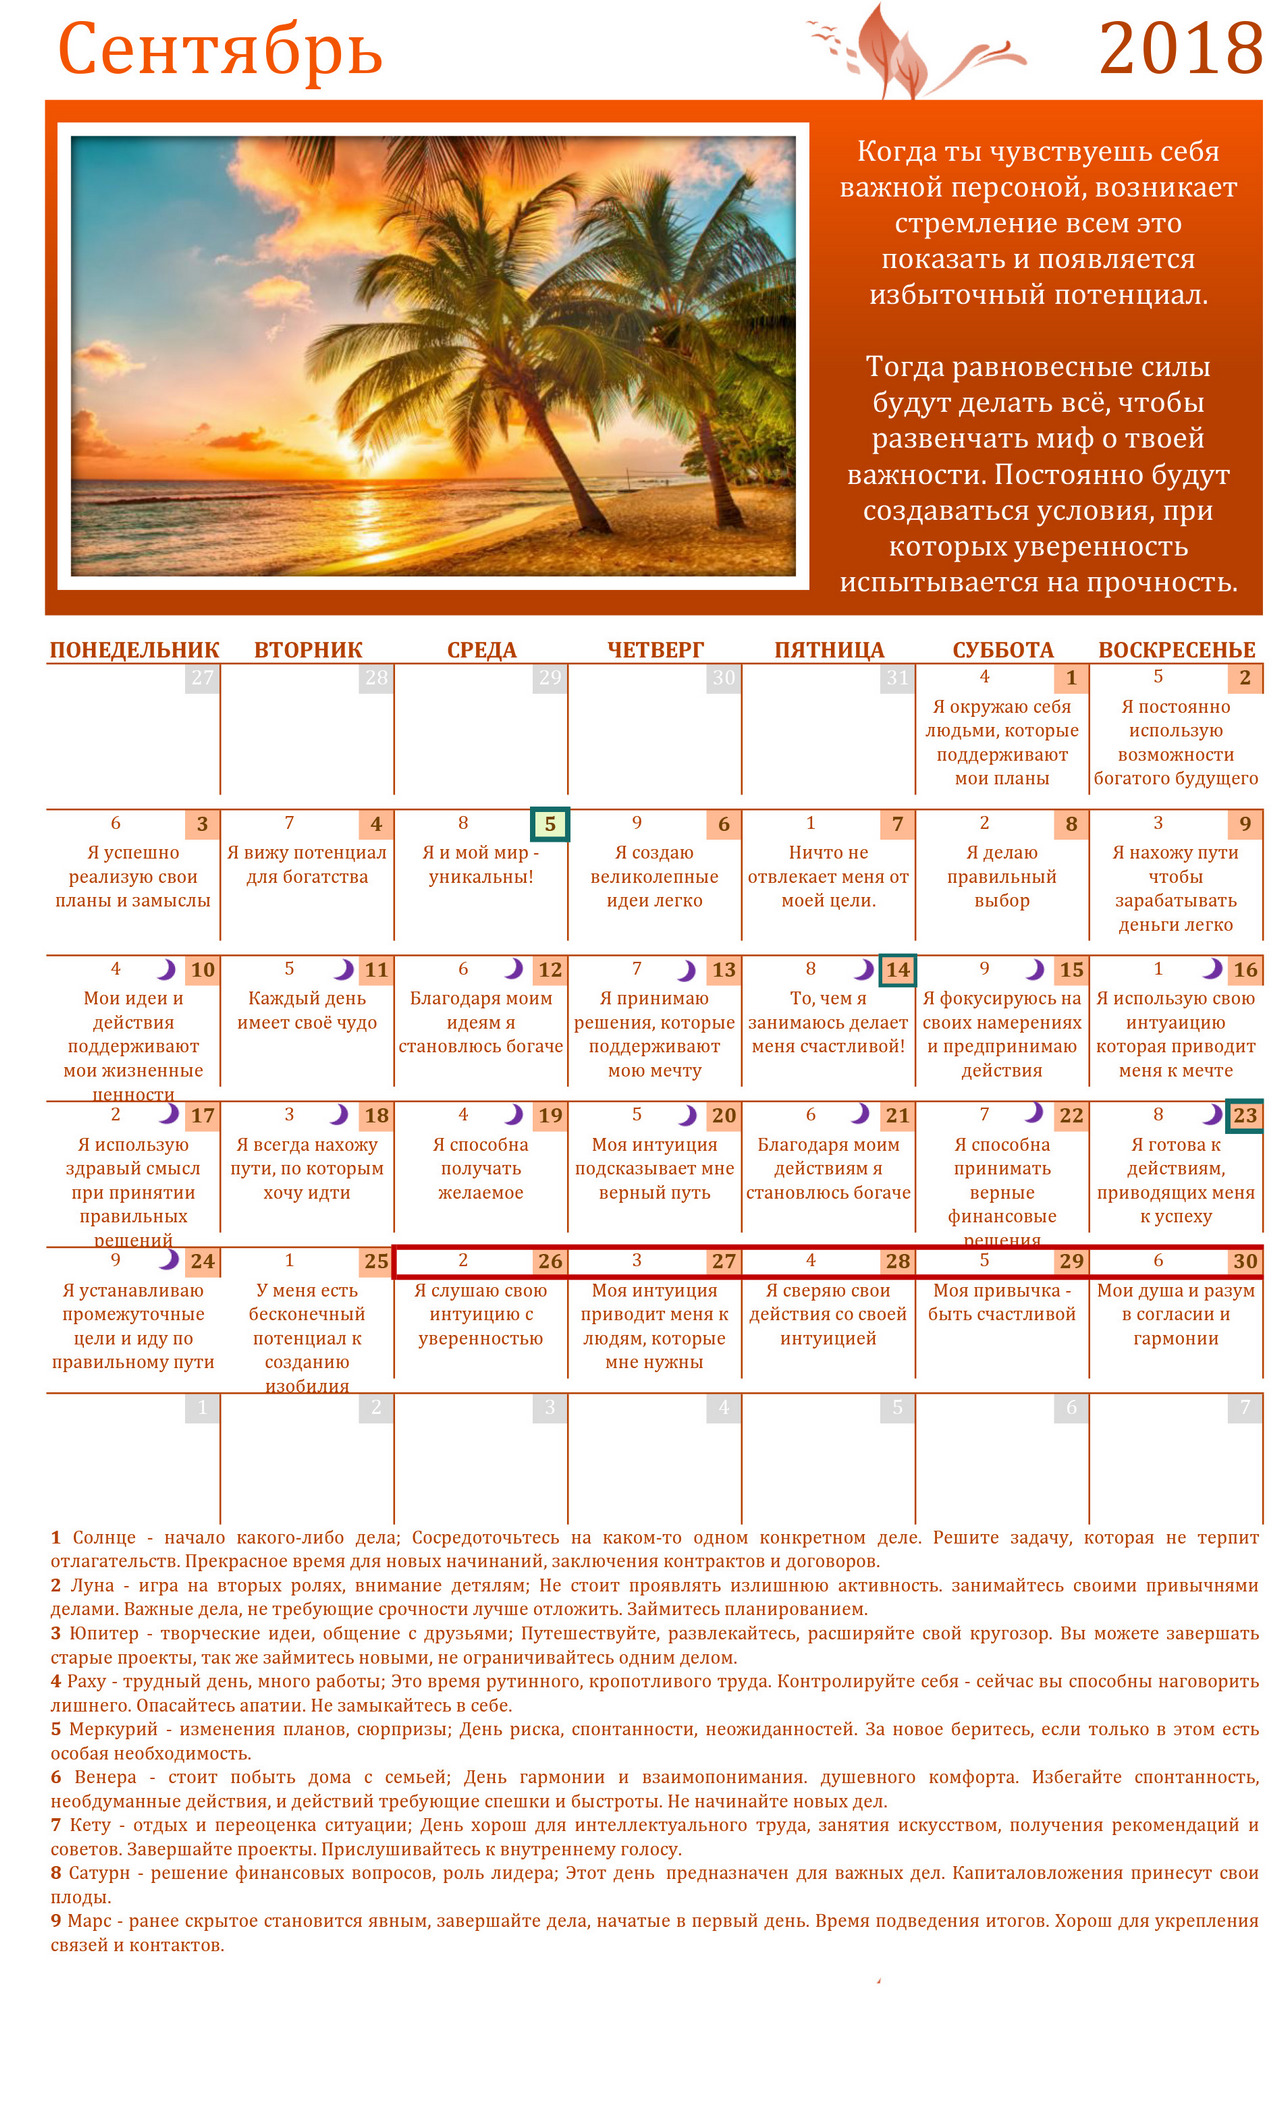 Сентябрь 2018
Когда ты чувствуешь себя
важной персоной, возникает
стремление всем это
показать и появляется
избыточный потенциал.
Тогда равновесные силы
будут делать всё, чтобы
развенчать миф о твоей
важности. Постоянно будут
создаваться условия, при
которых уверенность
испытывается на прочность.
ПОНЕДЕЛЬНИК ВТОРНИК СРЕДА ЧЕТВЕРГ ПЯТНИЦА СУББОТА ВОСКРЕСЕНЬЕ
27
28
29
30
31
4 1
Я окружаю себя
людьми, которые
поддерживают
мои планы
5 2
Я постоянно
использую
возможности
богатого будущего
6 3
Я успешно
реализую свои
планы и замыслы
7 4
Я вижу потенциал
для богатства
8 5
Я и мой мир -
уникальны!
9 6
Я создаю
великолепные
идеи легко
1 7
Ничто не
отвлекает меня от
моей цели.
2 8
Я делаю
правильный
выбор
3 9
Я нахожу пути
чтобы
зарабатывать
деньги легко
4 10
Мои идеи и
действия
поддерживают
мои жизненные
ценности
5 11
Каждый день
имеет своё чудо
6 12
Благодаря моим
идеям я
становлюсь богаче
7 13
Я принимаю
решения, которые
поддерживают
мою мечту
8 14
То, чем я
занимаюсь делает
меня счастливой!
9 15
Я фокусируюсь на
своих намерениях
и предпринимаю
действия
1 16
Я использую свою
интуаицию
которая приводит
меня к мечте
2 17
Я использую
здравый смысл
при принятии
правильных
решений
3 18
Я всегда нахожу
пути, по которым
хочу идти
4 19
Я способна
получать
желаемое
5 20
Моя интуиция
подсказывает мне
верный путь
6 21
Благодаря моим
действиям я
становлюсь богаче
7 22
Я способна
принимать
верные
финансовые
решения
8 23
Я готова к
действиям,
приводящих меня
к успеху
9 24
Я устанавливаю
промежуточные
цели и иду по
правильному пути
1 25
У меня есть
бесконечный
потенциал к
созданию
изобилия
2 26
Я слушаю свою
интуицию с
уверенностью
3 27
Моя интуиция
приводит меня к
людям, которые
мне нужны
4 28
Я сверяю свои
действия со своей
интуицией
5 29
Моя привычка -
быть счастливой
6 30
Мои душа и разум
в согласии и
гармонии
1
2
3
4
5
6
7
1 Солнце - начало какого-либо дела; Сосредоточьтесь на каком-то одном конкретном деле. Решите задачу, которая не терпит
отлагательств. Прекрасное время для новых начинаний, заключения контрактов и договоров.
2 Луна - игра на вторых ролях, внимание детялям; Не стоит проявлять излишнюю активность. занимайтесь своими привычнями
делами. Важные дела, не требующие срочности лучше отложить. Займитесь планированием.
3 Юпитер - творческие идеи, общение с друзьями; Путешествуйте, развлекайтесь, расширяйте свой кругозор. Вы можете завершать
старые проекты, так же займитесь новыми, не ограничивайтесь одним делом.
4 Раху - трудный день, много работы; Это время рутинного, кропотливого труда. Контролируйте себя - сейчас вы способны наговорить
лишнего. Опасайтесь апатии. Не замыкайтесь в себе.
5 Меркурий - изменения планов, сюрпризы; День риска, спонтанности, неожиданностей. За новое беритесь, если только в этом есть
особая необходимость.
6 Венера - стоит побыть дома с семьей; День гармонии и взаимопонимания. душевного комфорта. Избегайте спонтанность,
необдуманные действия, и действий требующие спешки и быстроты. Не начинайте новых дел.
7 Кету - отдых и переоценка ситуации; День хорош для интеллектуального труда, занятия искусством, получения рекомендаций и
советов. Завершайте проекты. Прислушивайтесь к внутреннему голосу.
8 Сатурн - решение финансовых вопросов, роль лидера; Этот день предназначен для важных дел. Капиталовложения принесут свои
плоды.
9 Марс - ранее скрытое становится явным, завершайте дела, начатые в первый день. Время подведения итогов. Хорош для укрепления
связей и контактов.